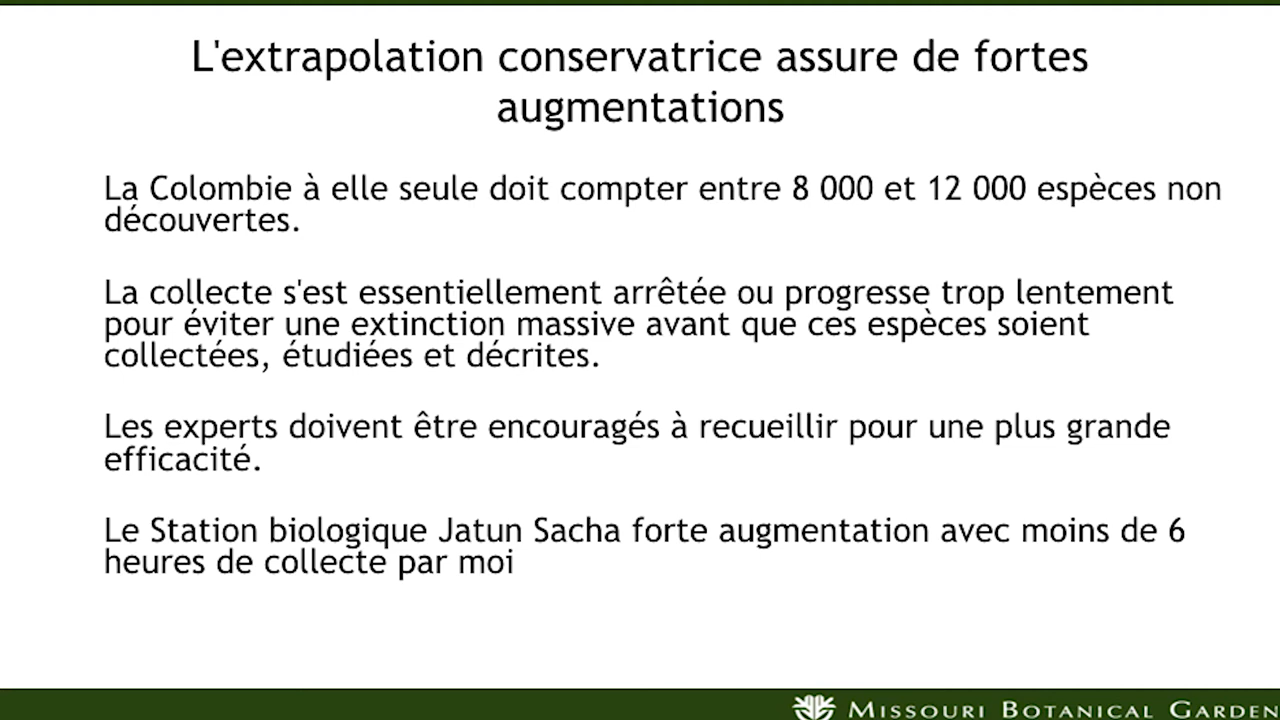 L'extrapolation conservatrice assure de fortes
augmentations
La Colombie à elle seule doit compter entre 8 000 et 12 000 espèces non
découvertes.
La collecte s'est essentiellement arrêtée ou progresse trop lentement
pour éviter une extinction massive avant que ces espèces soient
collectées, étudiées et décrites.
Les experts doivent être encouragés à recueillir pour une plus grande
efficacité.
Le Station biologique Jatun Sacha forte augmentation avec moins de 6
heures de collecte par moi
MISSOURI BOTANICAL GARDEN